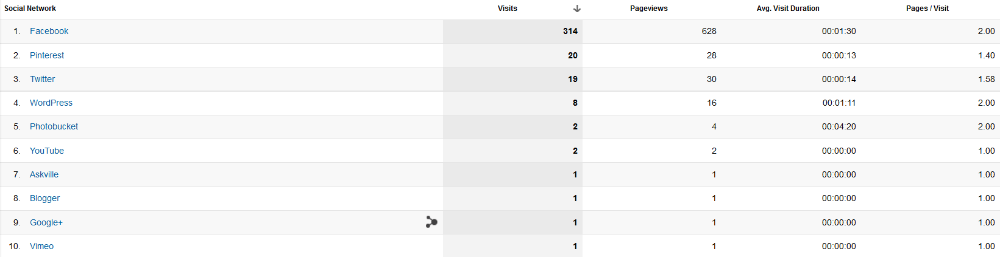 Social Network Visits Pageviews Avg. Visit Duration Pages / Visit
1. Facebook 314 628 00:01:30 2.00
2. Pinterest 20 28 00:00:13 1.40
3. Twitter 19 30 00:00:14 1.58
4. WordPress 8 16 00:01:11 2.00
5. Photobucket 2 4 00:04:20 2.00
6. YouTube 2 2 00:00:00 1.00
7. Askville 1 1 00:00:00 1.00
8. Blogger 1 1 00:00:00 1.00
9. Google+ 1 1 00:00:00 1.00
10. Vimeo 1 1 00:00:00 1.00